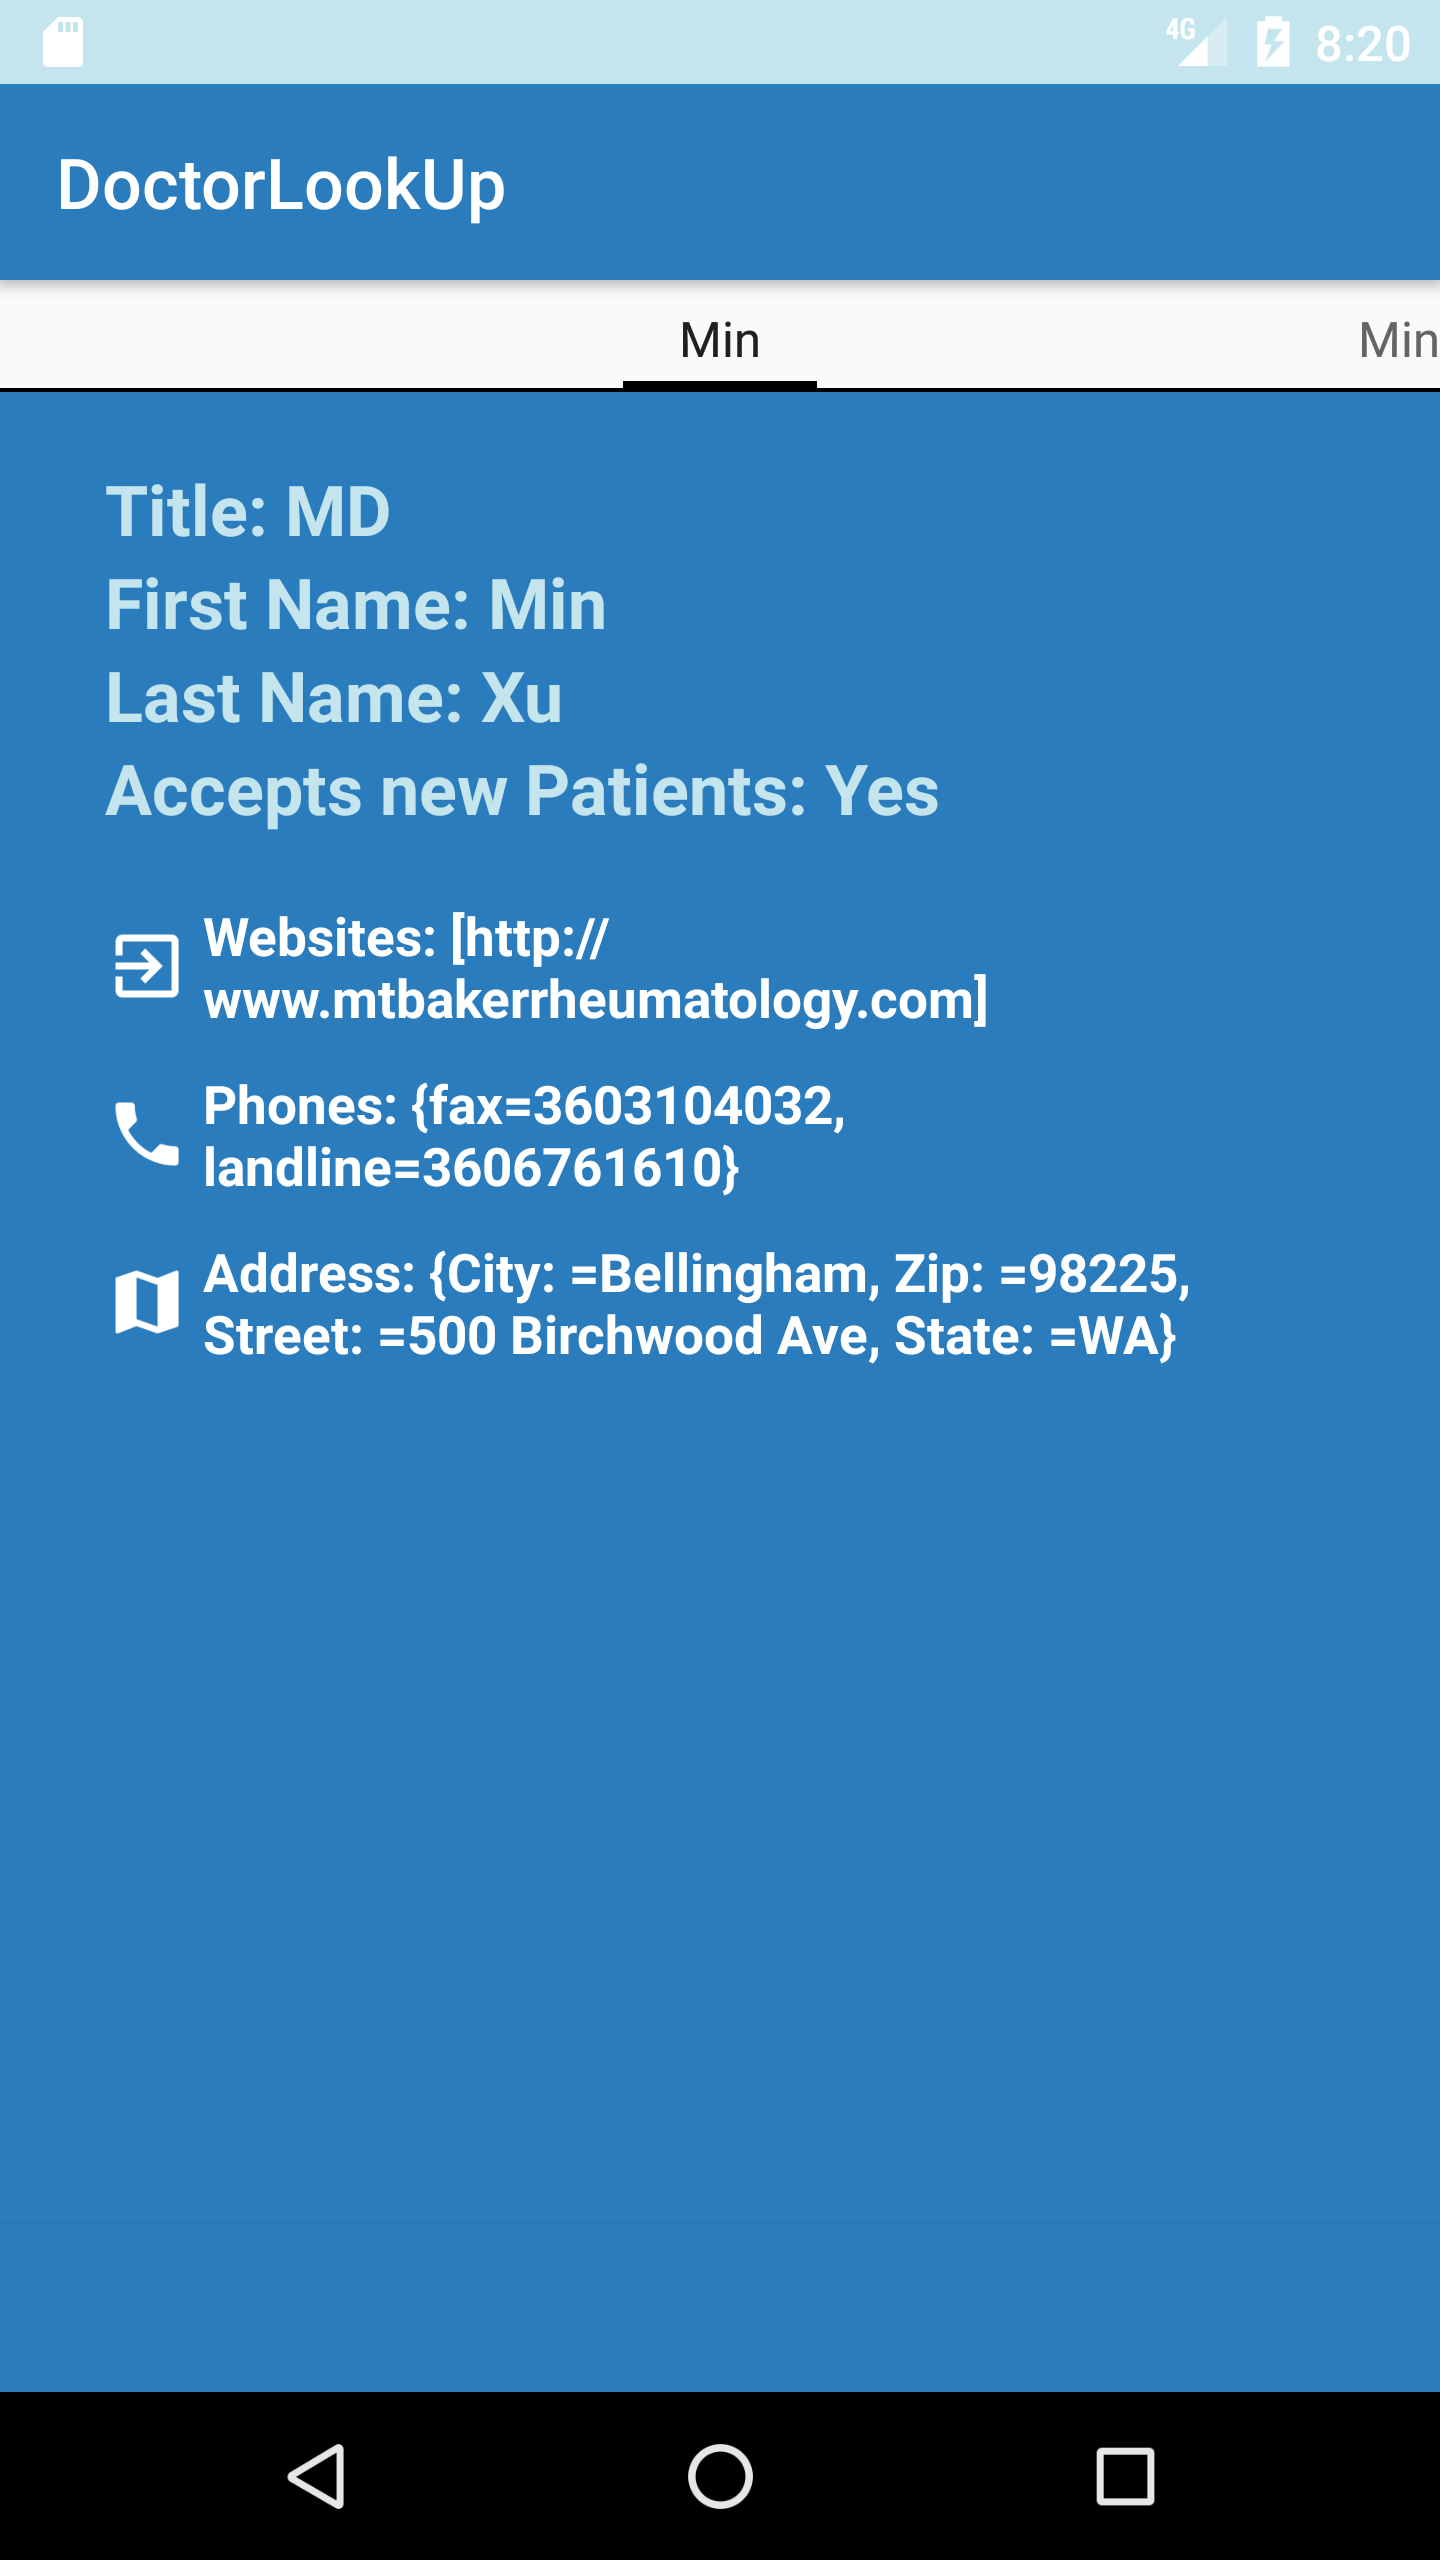 4G 8:20
DoctorLookUp
Min Min
Title: MD
First Name: Min
Last Name: Xu
Accepts new Patients: Yes
Websites: [http://
www.mtbakerrheumatology.com]
Phones: {fax=3603104032,
landline=3606761610}
Address: {City: =Bellingham, Zip: =98225,
Street: =500 Birchwood Ave, State: =WA}